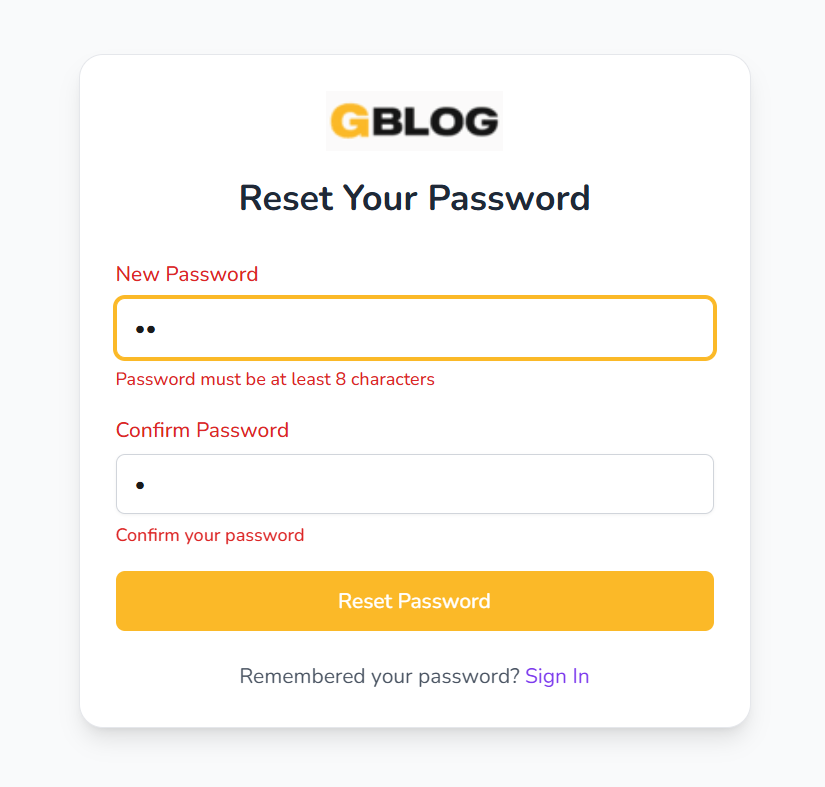 GBLOG
Reset Your Password
New Password
••
Password must be at least 8 characters
Confirm Password
•
Confirm your password
Reset Password
Remembered your password? Sign In